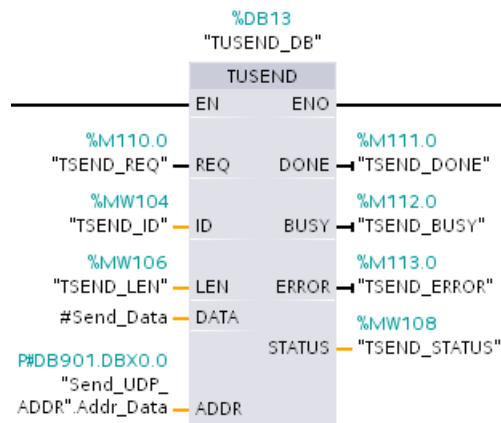 %DB13
"TUSEND_DB"
TUSEND
EN ENO
%M110.0 %M111.0
"TSEND_REQ" REQ DONE "TSEND_DONE"
%MW104 %M112.0
"TSEND_ID" ID BUSY "TSEND_BUSY"
%MW106 %M113.0
"TSEND_LEN" LEN ERROR "TSEND_ERROR"
#Send_Data DATA %MW108
STATUS "TSEND_STATUS"
P#DB901.DBX0.0
"Send_UDP_
ADDR".Addr_Data ADDR